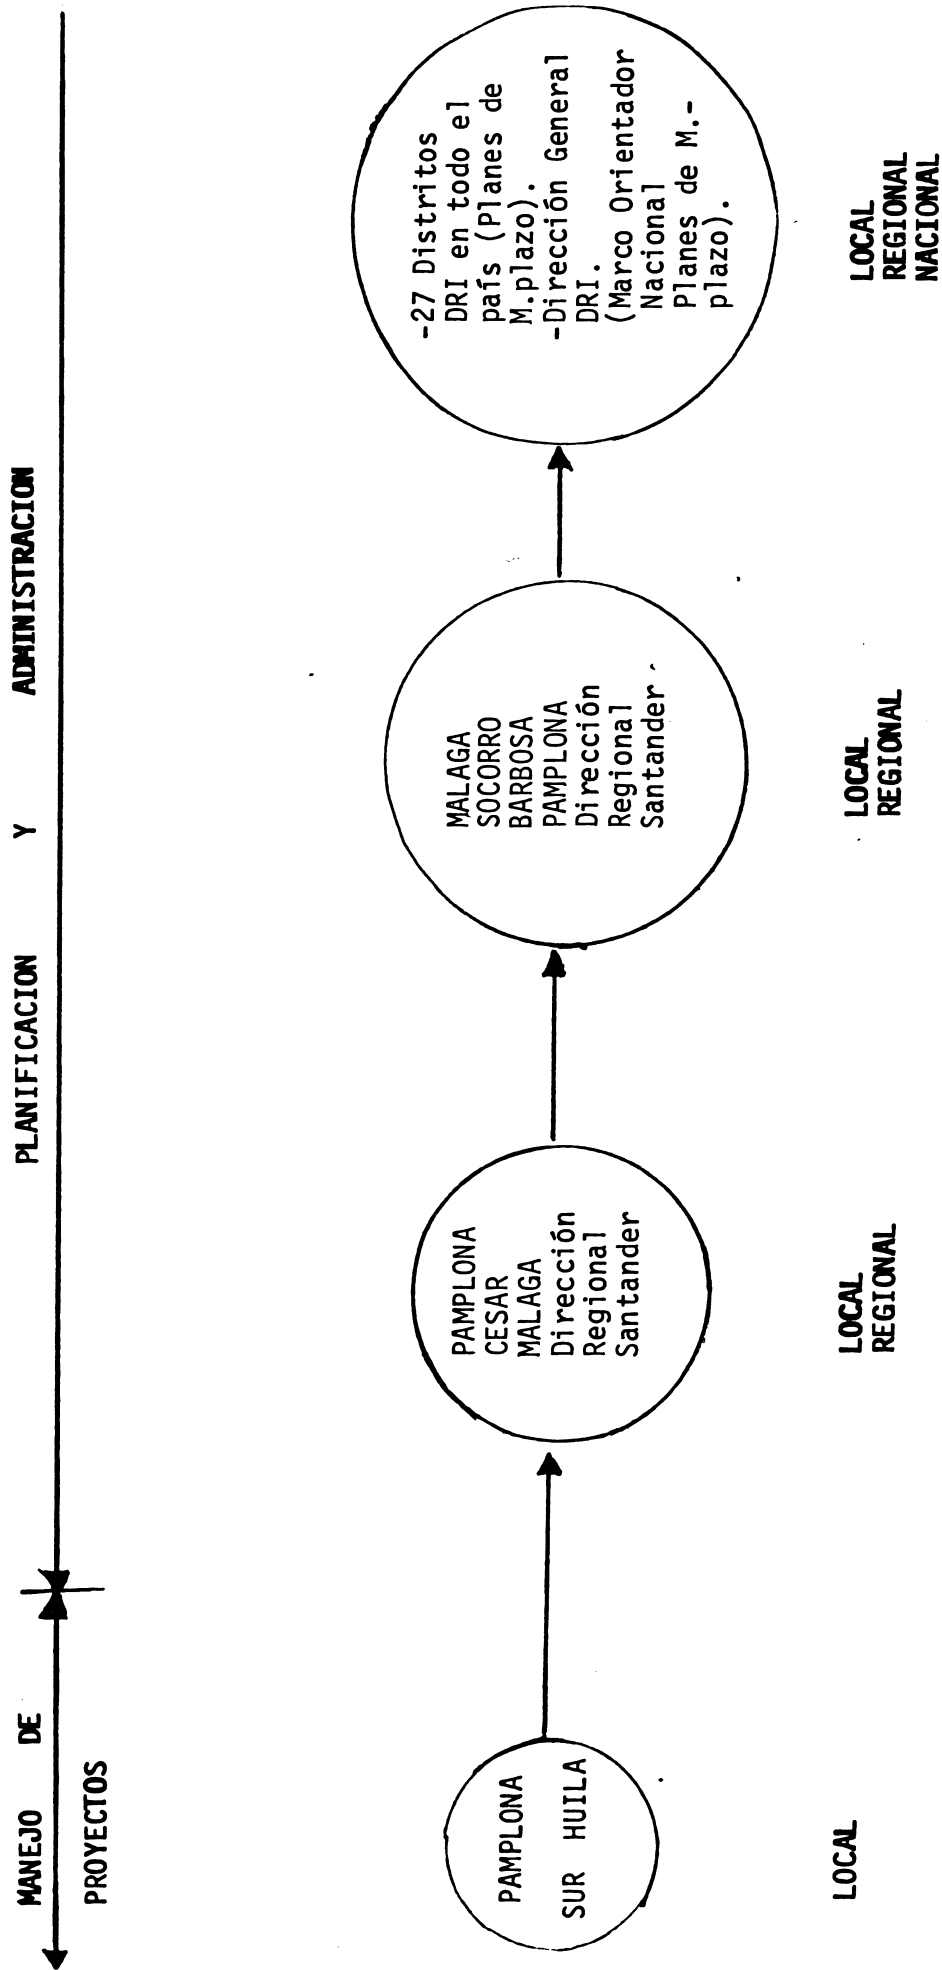 MANEJO DE
PROYECTOS
PLANIFICACION Y ADMINISTRACION
PAMPLONA
SUR HUILA
PAMPLONA
CESAR
MALAGA
Dirección
Regional
Santander
MALAGA
SOCORRO
BARBOSA
PAMPLONA
Dirección
Regional
Santander
-27 Distritos
DRI en todo el
país (Planes de
M.plazo).
-Dirección General
DRI.
(Marco Orientador
Nacional
Planes de M.-
plazo).
LOCAL
LOCAL
REGIONAL
LOCAL
REGIONAL
LOCAL
REGIONAL
NACIONAL